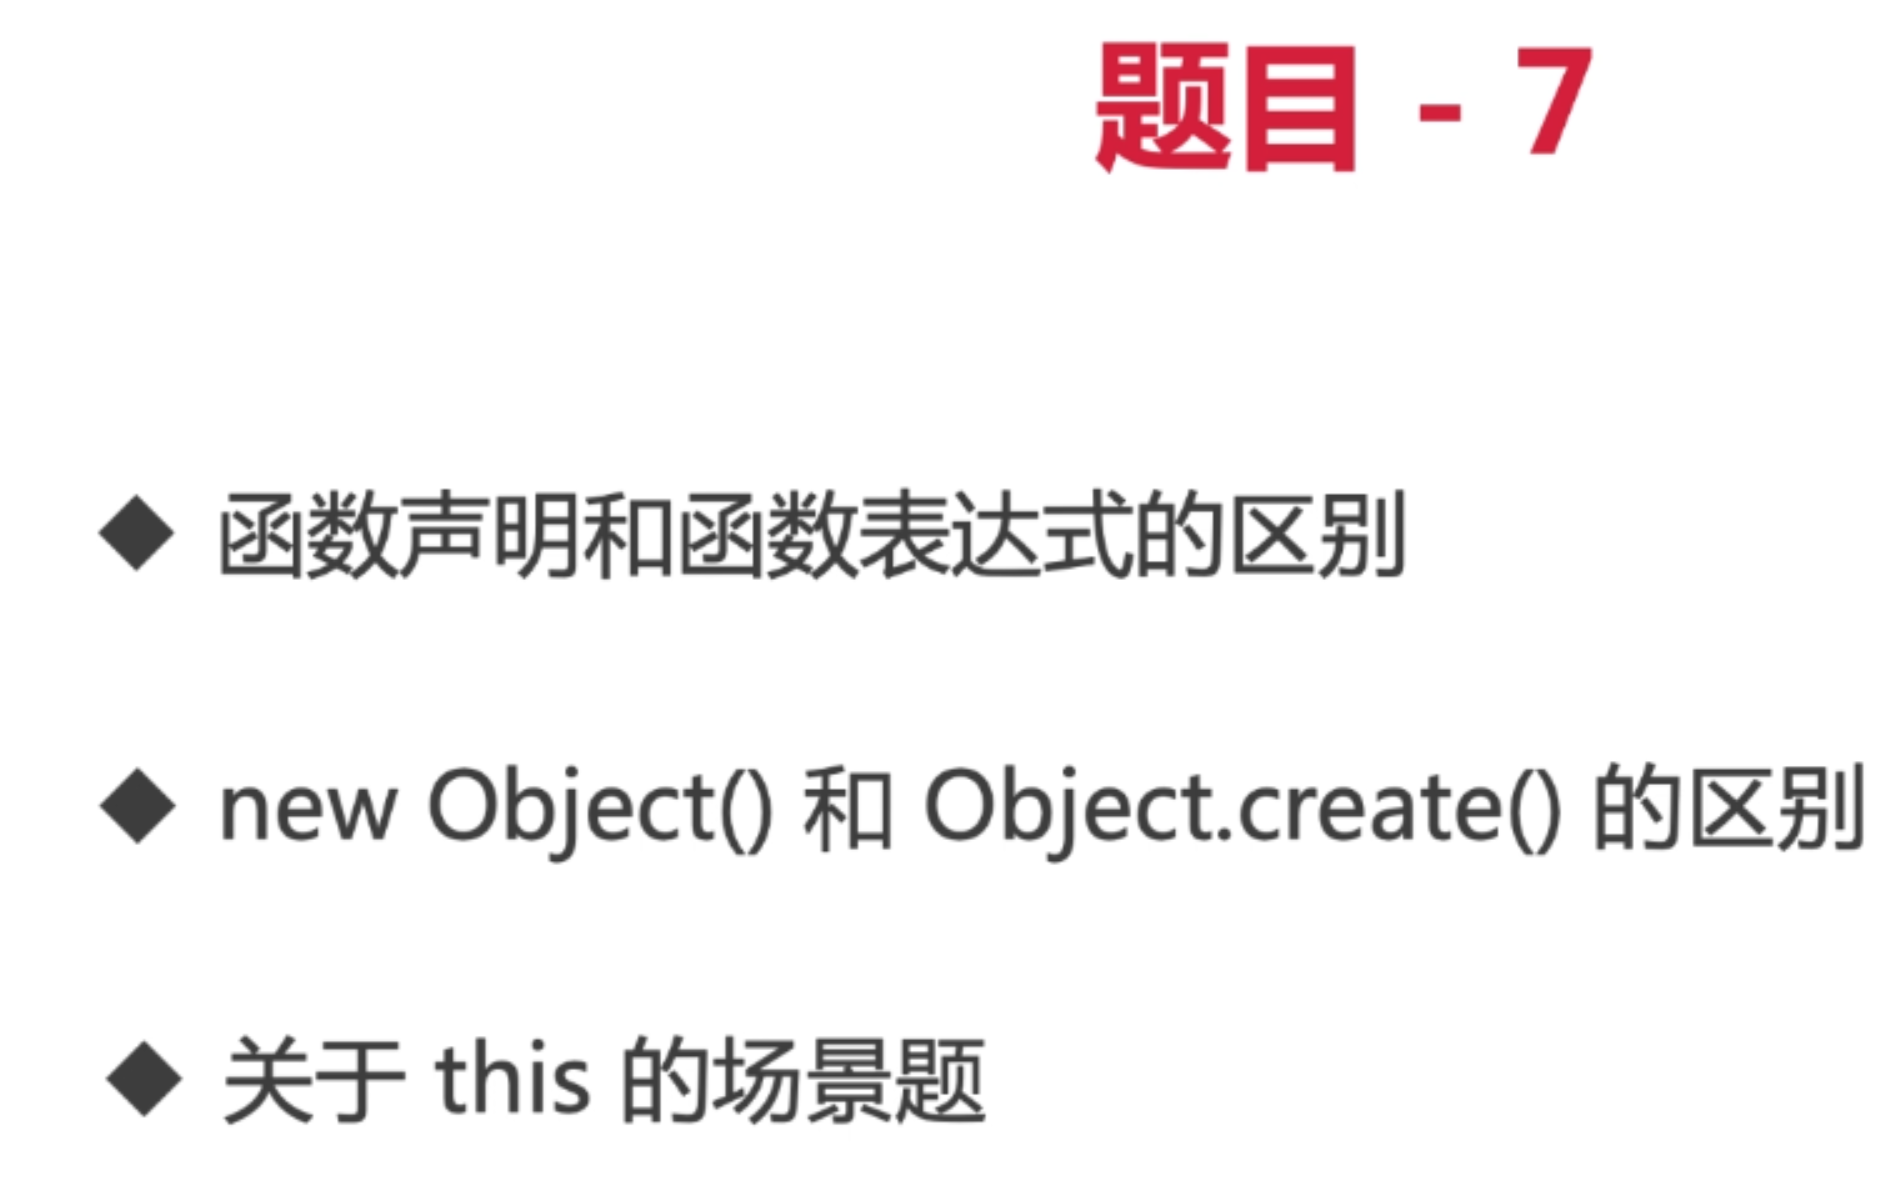 题目 - 7
◆ 函数声明和函数表达式的区别
◆ new Object() 和 Object.create() 的区别
◆ 关于 this 的场景题